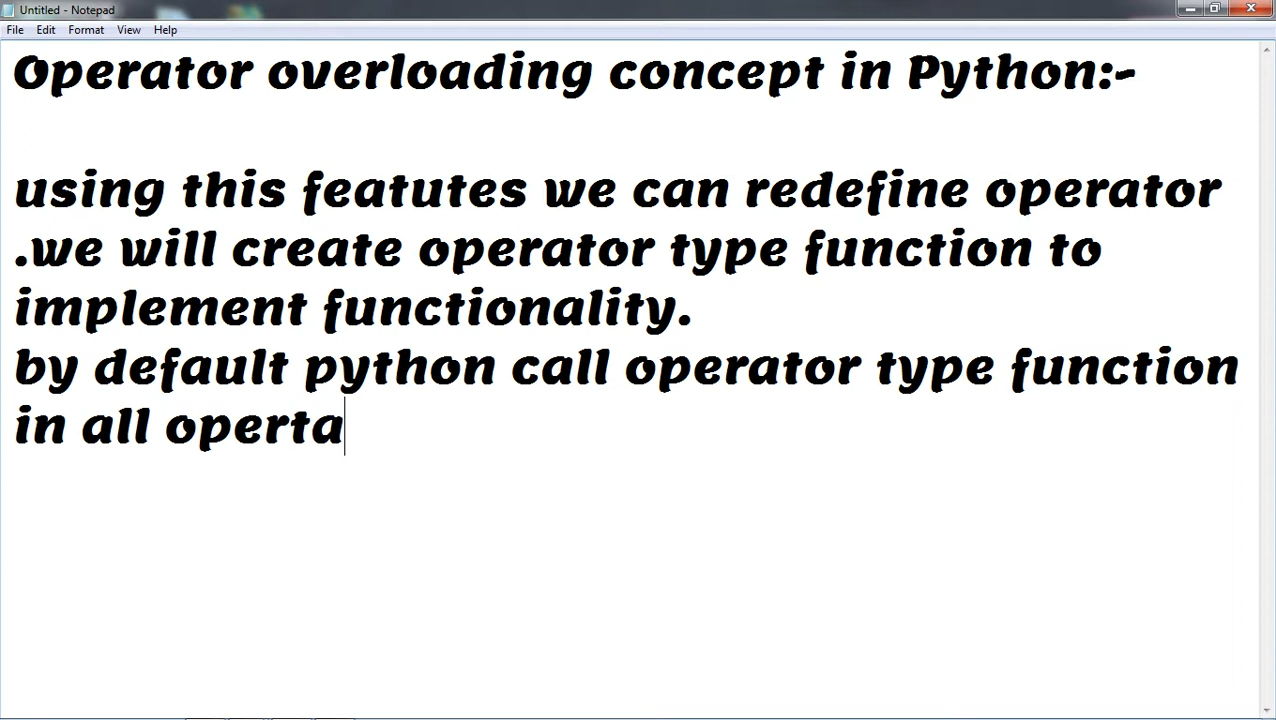 Untitled - Notepad
File Edit Format View Help
Operator overloading concept in Python:-
using this featutes we can redefine operator
.we will create operator type function to
implement functionality.
by default python call operator type function
in all operta